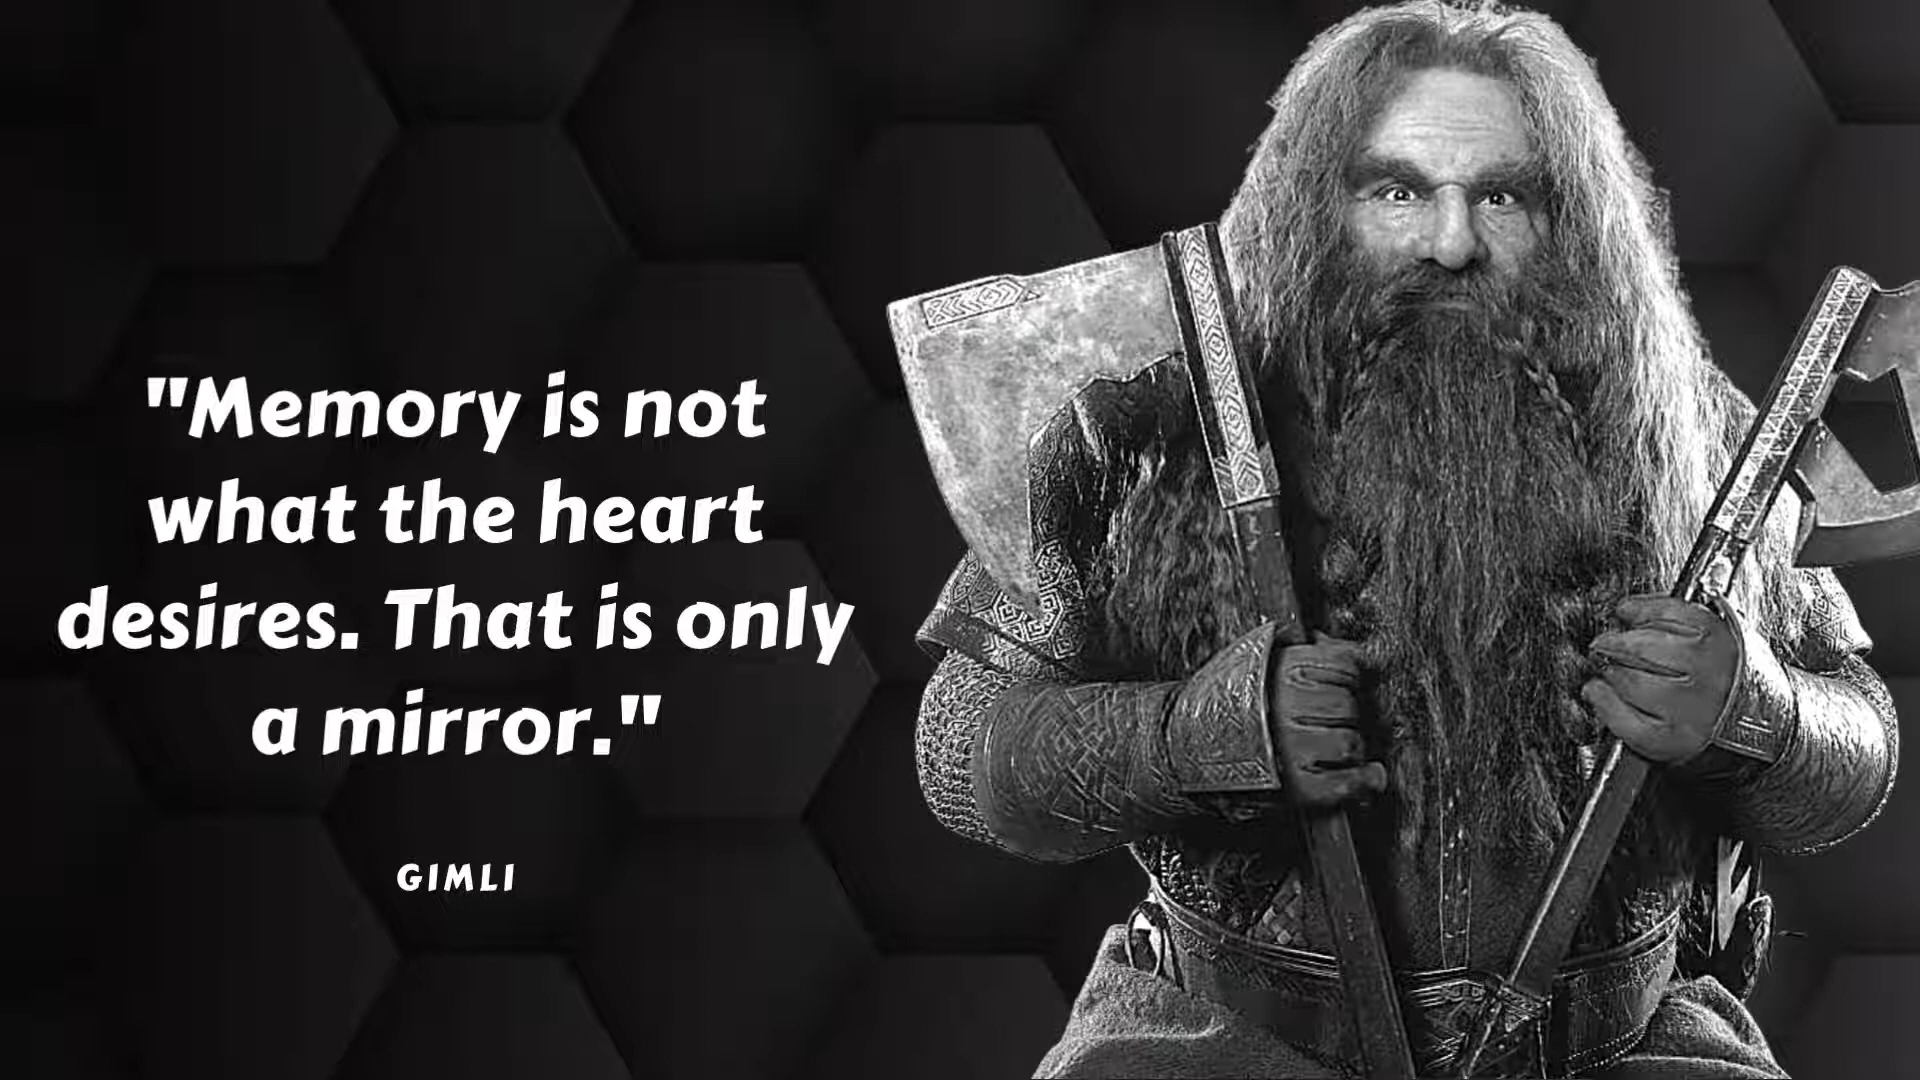 "Memory is not
what the heart
desires. That is only
a mirror."
GIMLI